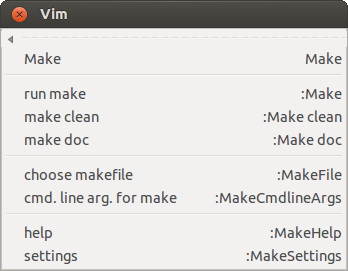 Vim
Make Make
run make :Make
make clean :Make clean
make doc :Make doc
choose makefile :MakeFile
cmd. line arg. for make :MakeCmdlineArgs
help :MakeHelp
settings :MakeSettings